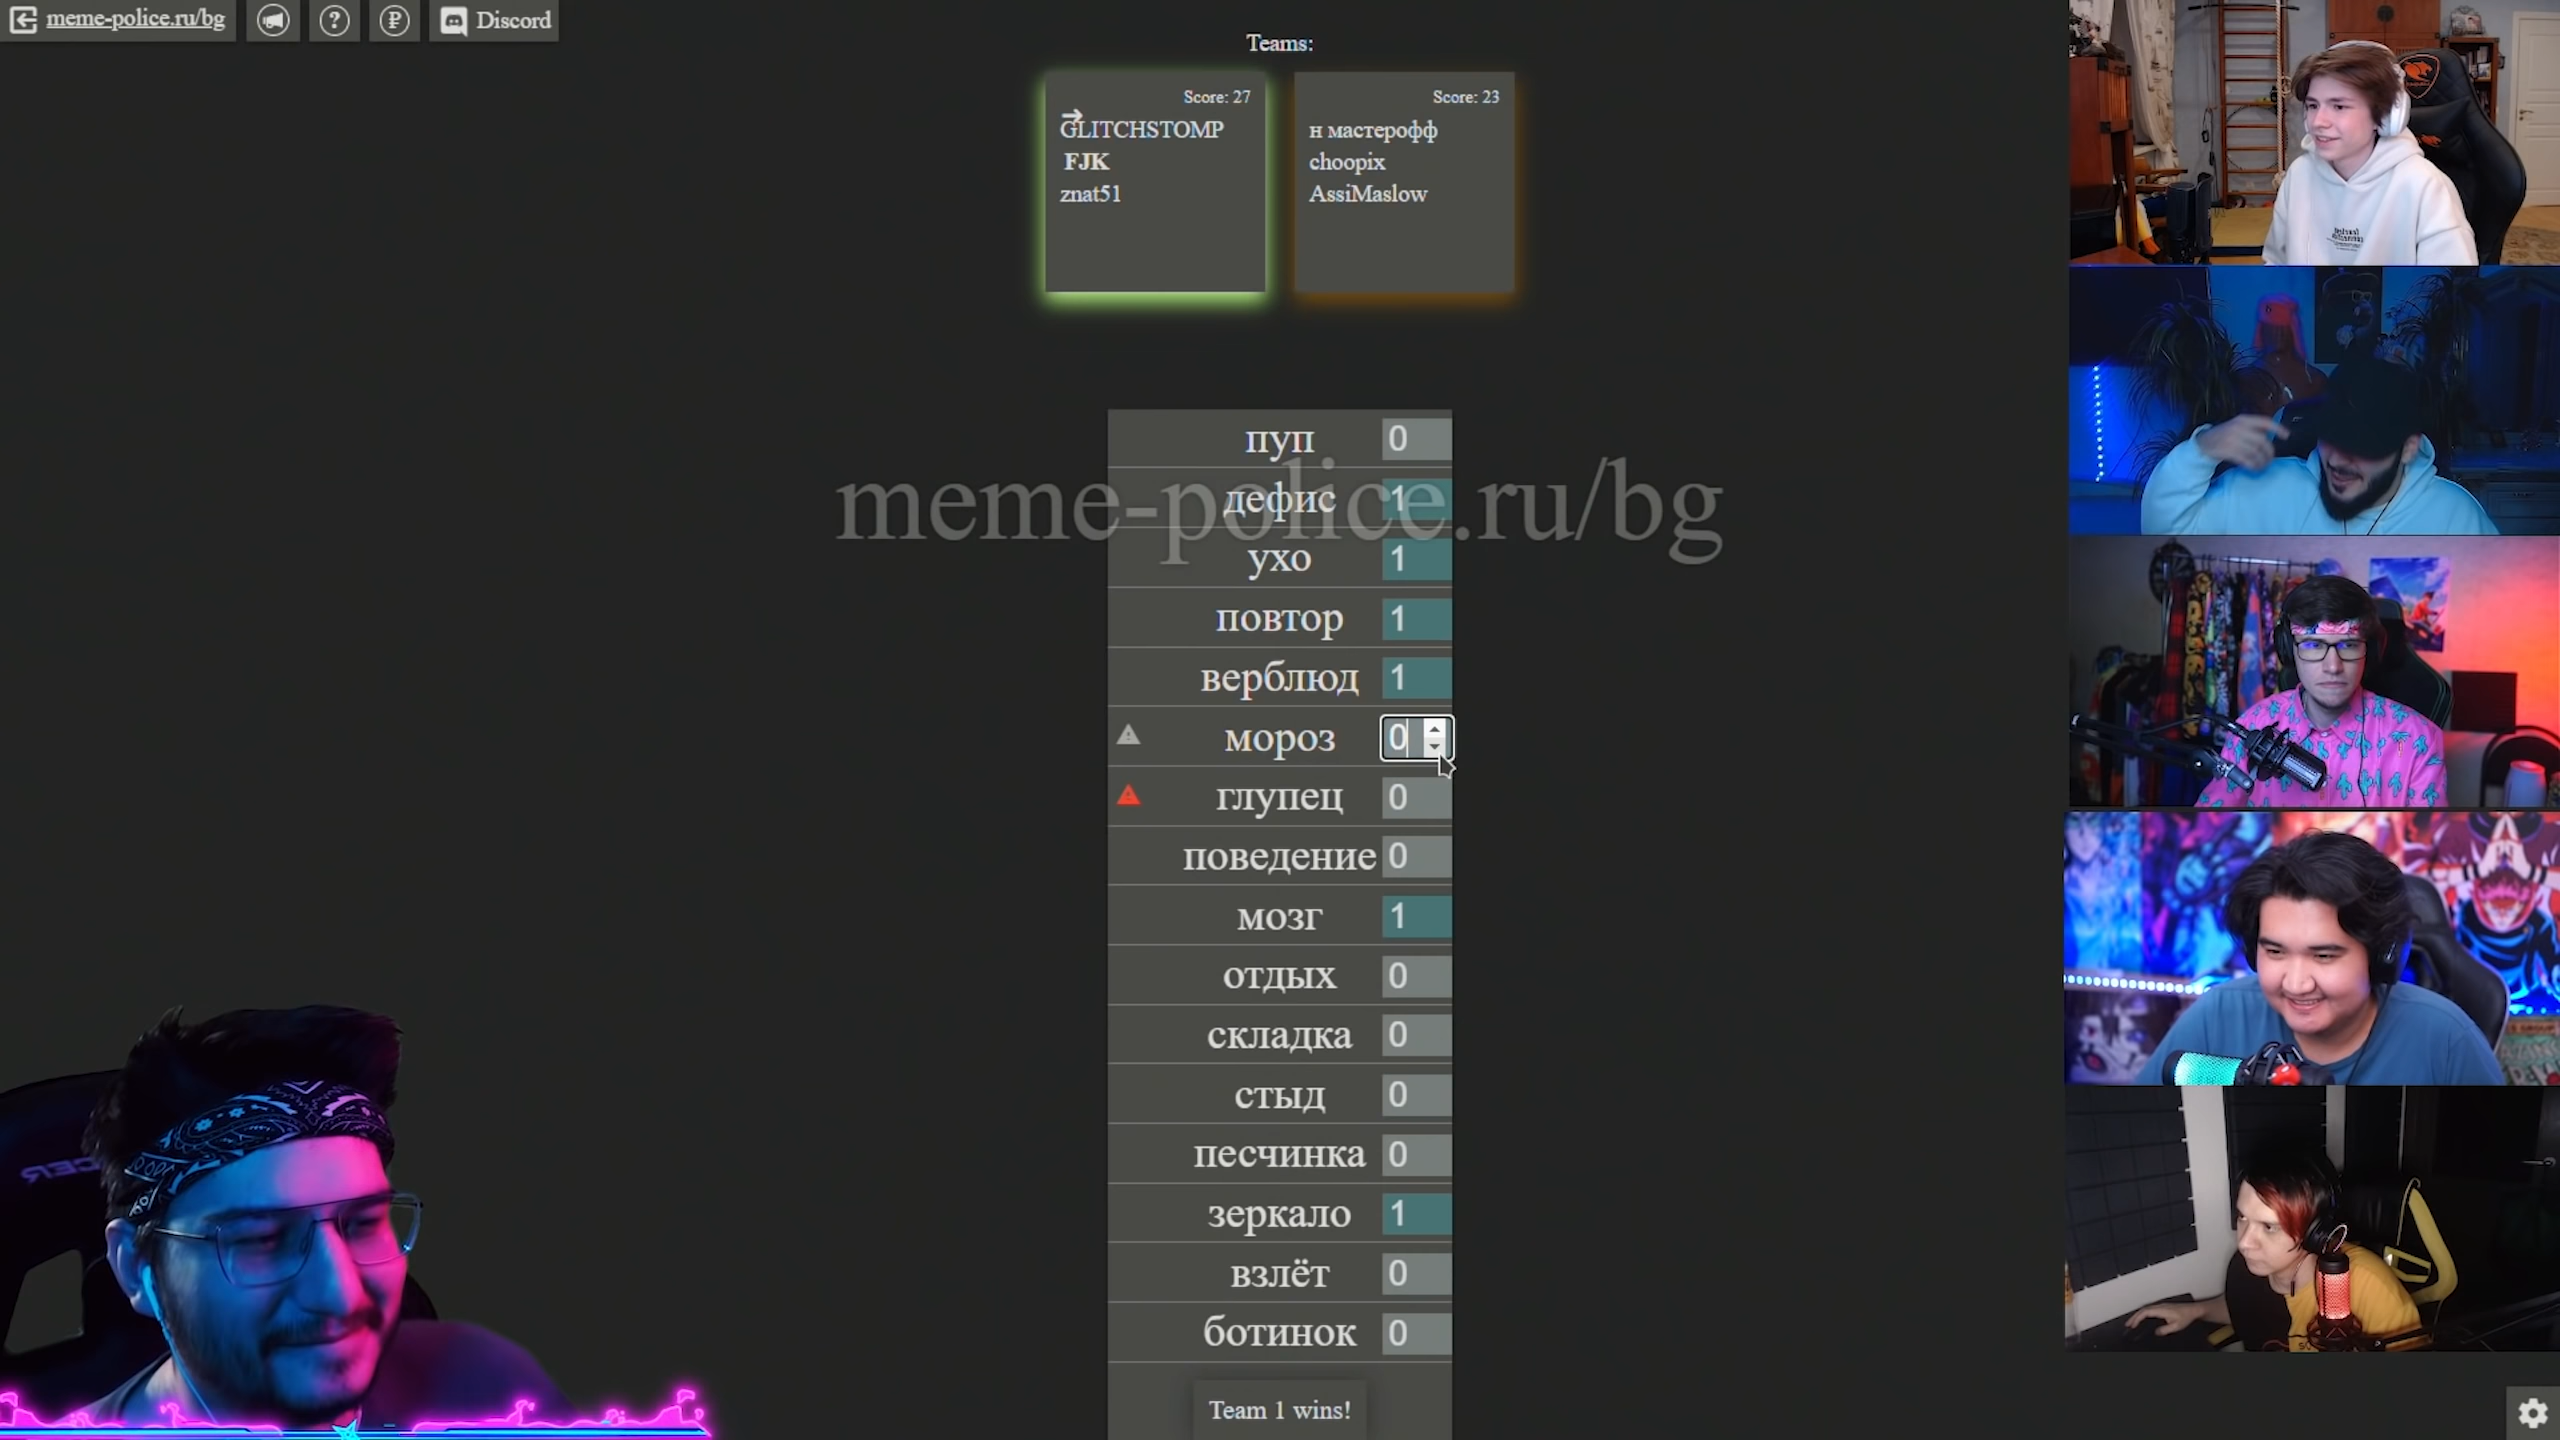 meme-police.ru/bg
Discord
Teams:
Score: 27
GLITCHSTOMP
FJK
znat51
Score: 23
н мастерофф
choopix
AssiMaslow
meme-police.ru/bg
пуп 0
дефис 1
ухо 1
повтор 1
верблюд 1
мороз 0
глупец 0
поведение 0
мозг 1
отдых 0
складка 0
стыд 0
песчинка 0
зеркало 1
взлёт 0
ботинок 0
Team 1 wins!